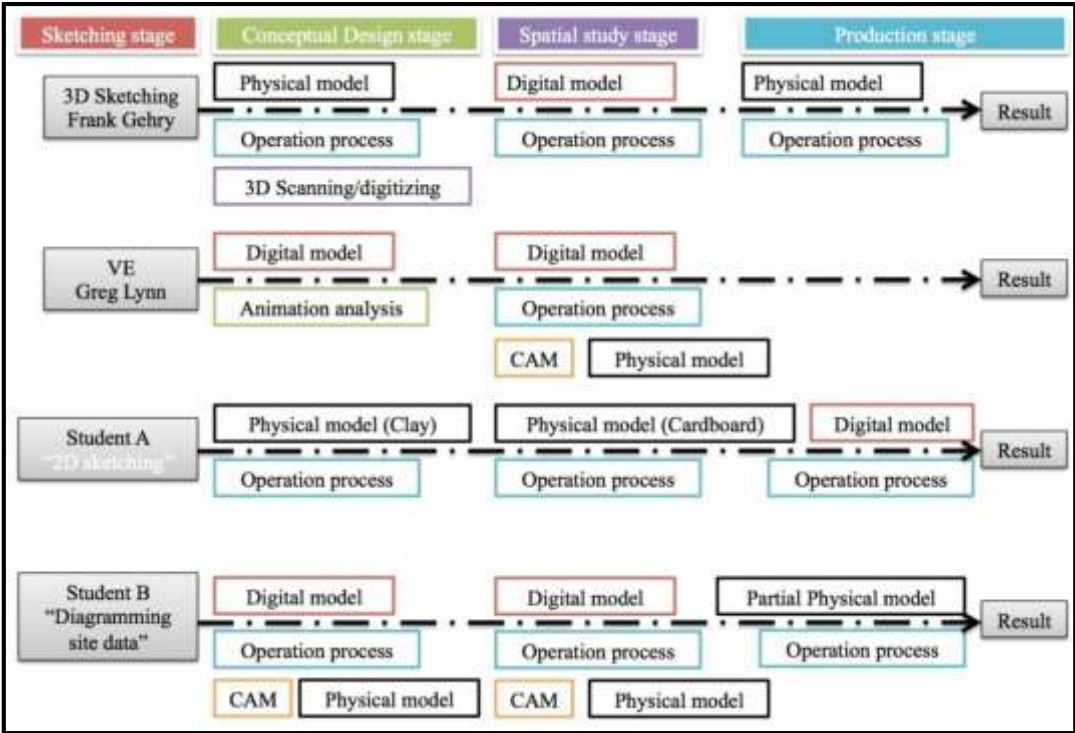 Sketching stage
Conceptual Design stage
Spatial study stage
Production stage
3D Sketching
Frank Gehry
Physical model
Digital model
Physical model
Result
Operation process
Operation process
Operation process
3D Scanning/digitizing
VE
Greg Lynn
Digital model
Digital model
Result
Animation analysis
Operation process
CAM
Physical model
Student A
“2D sketching”
Physical model (Clay)
Physical model (Cardboard)
Digital model
Result
Operation process
Operation process
Operation process
Student B
“Diagramming
site data”
Digital model
Digital model
Partial Physical model
Result
Operation process
Operation process
Operation process
CAM
Physical model
CAM
Physical model